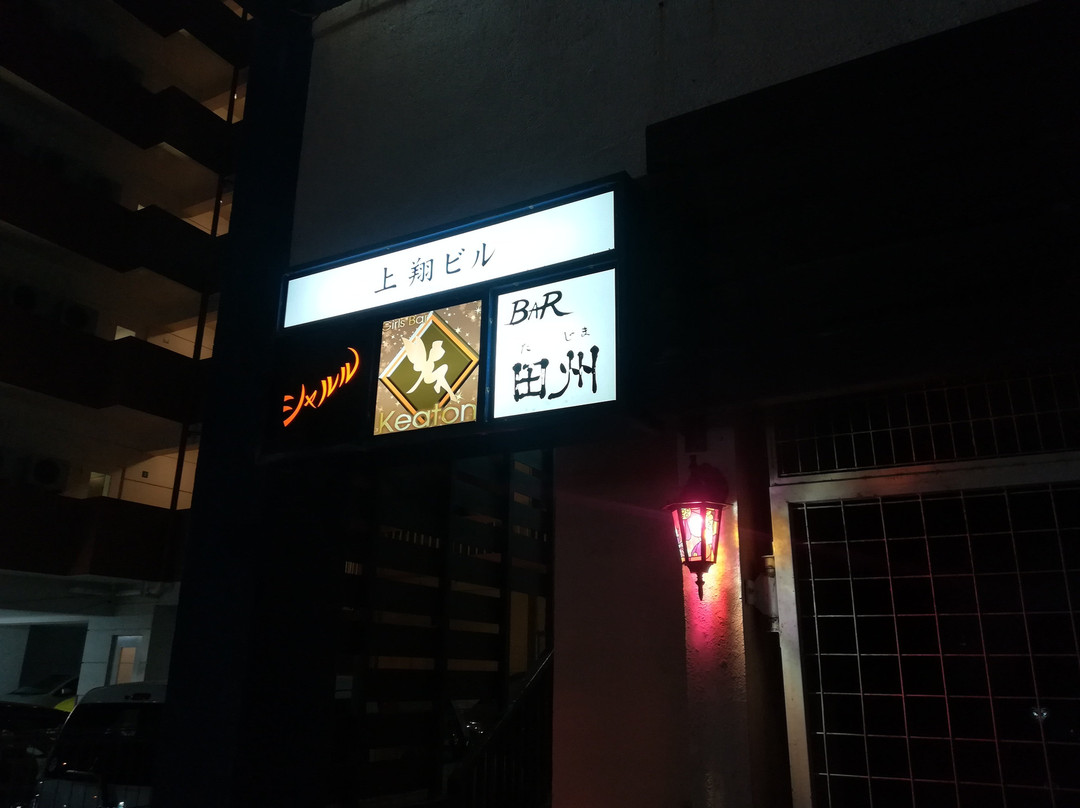 上翔ビル
シャルル
Girls Bar
Keaton
BAR
たじま
田州